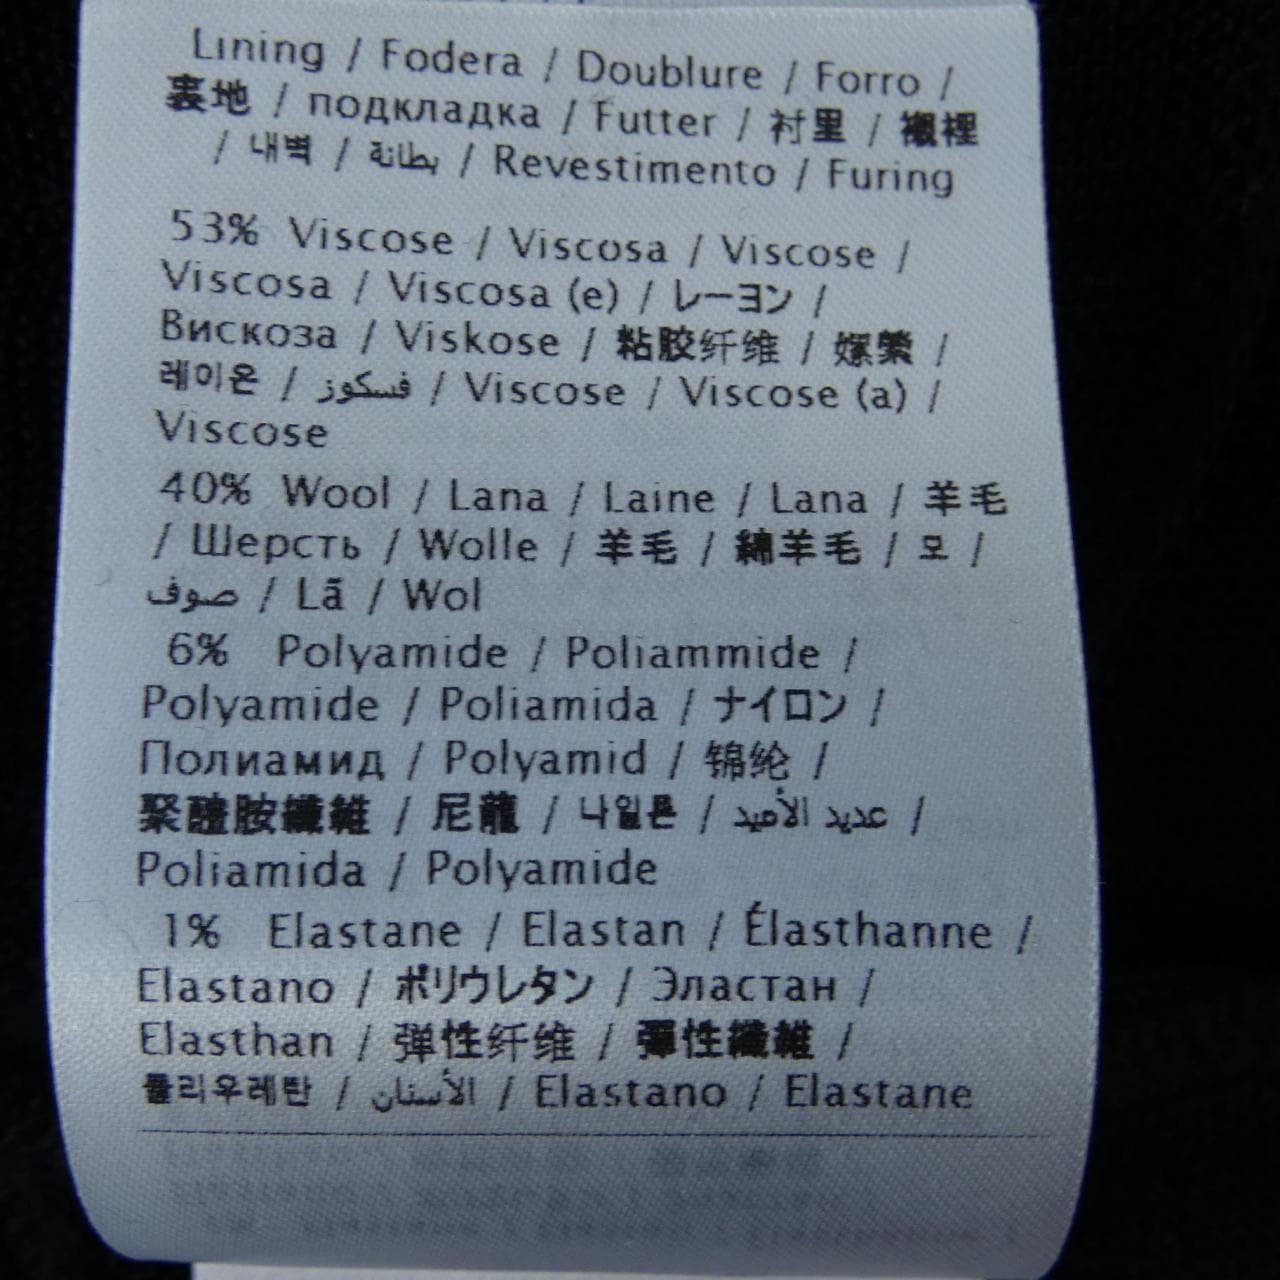 Lining / Fodera / Doublure / Forro /
裏地 / подкладка / Futter / 衬里 / 襯裡
/ 내벽 / بطانة / Revestimento / Furing
53% Viscose / Viscosa / Viscose /
Viscosa / Viscosa (e) / レーヨン /
Вискоза / Viskose / 粘胶纤维 / 嫘縈 /
레이온 / فسكوز / Viscose / Viscose (a) /
Viscose
40% Wool / Lana / Laine / Lana / 羊毛
/ Шерсть / Wolle / 羊毛 / 綿羊毛 / 모 /
صوف / Lã / Wol
6% Polyamide / Poliammide /
Polyamide / Poliamida / ナイロン /
Полиамид / Polyamid / 锦纶 /
聚醯胺纖維 / 尼龍 / 나일론 / عديد الأميد /
Poliamida / Polyamide
1% Elastane / Elastan / Élasthanne /
Elastano / ポリウレタン / Эластан /
Elasthan / 弹性纤维 / 彈性纖維 /
폴리우레탄 / الأستان / Elastano / Elastane